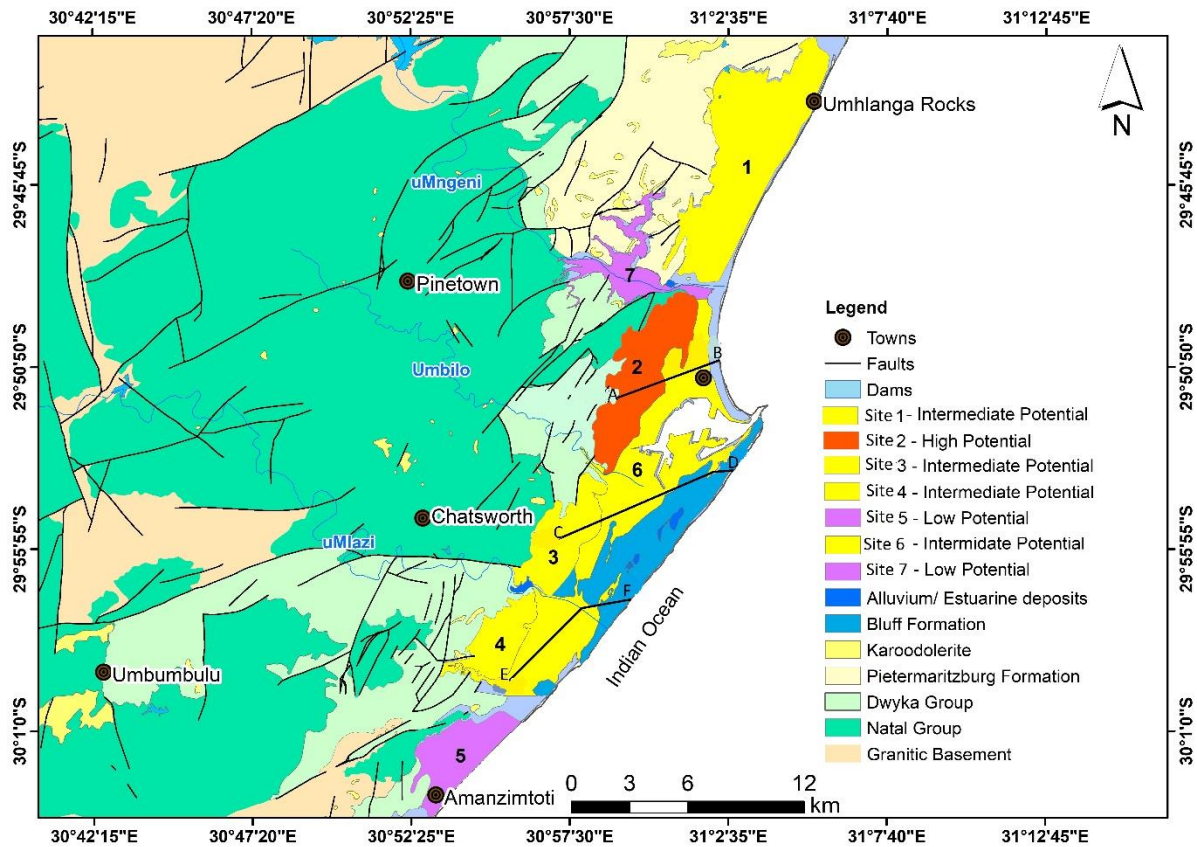 30°42'15"E 30°47'20"E 30°52'25"E 30°57'30"E 31°2'35"E 31°7'40"E 31°12'45"E
N
Umhlanga Rocks
1
29°45'45"S 29°45'45"S
uMngeni
7
Pinetown
Legend
Towns
Faults
Dams
Site 1 - Intermediate Potential
Site 2 - High Potential
Site 3 - Intermediate Potential
Site 4 - Intermediate Potential
Site 5 - Low Potential
Site 6 - Intermidiate Potential
Site 7 - Low Potential
Alluvium/ Estuarine deposits
Bluff Formation
Karoodolerite
Pietermaritzburg Formation
Dwyka Group
Natal Group
Granitic Basement
29°50'50"S 29°50'50"S
B
2
Umbilo
A
6
D
Chatsworth
C
uMlazi
3
29°55'55"S 29°55'55"S
F
Indian Ocean
4
E
Umbumbulu
30°1'0"S 30°1'0"S
5
Amanzimtoti
0 3 6 12
km
30°42'15"E 30°47'20"E 30°52'25"E 30°57'30"E 31°2'35"E 31°7'40"E 31°12'45"E